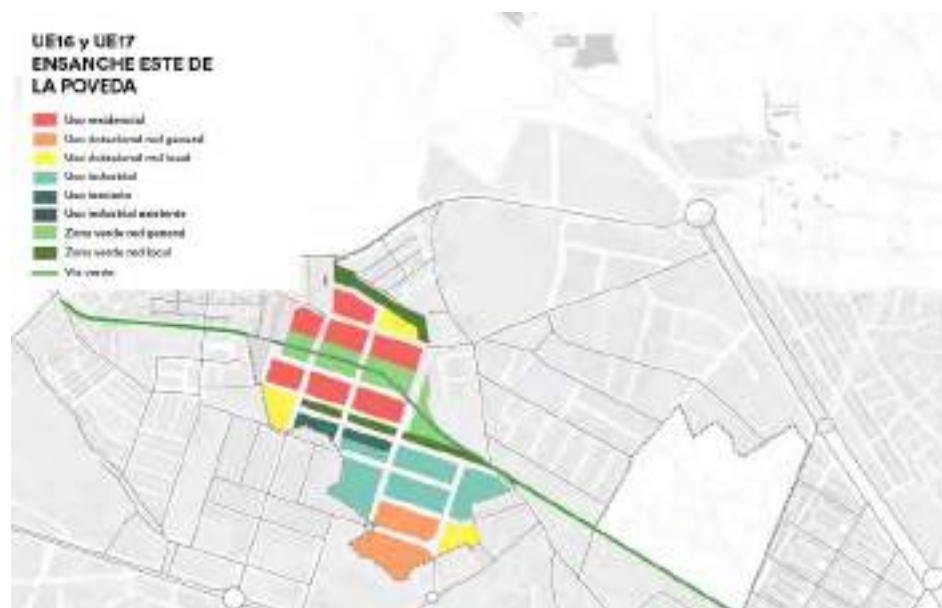 UE16 y UE17
ENSANCHE ESTE DE
LA POVEDA
Uso residencial
Uso dotacional red general
Uso dotacional red local
Uso industrial
Uso terciario
Uso industrial existente
Zona verde red general
Zona verde red local
Vía verde